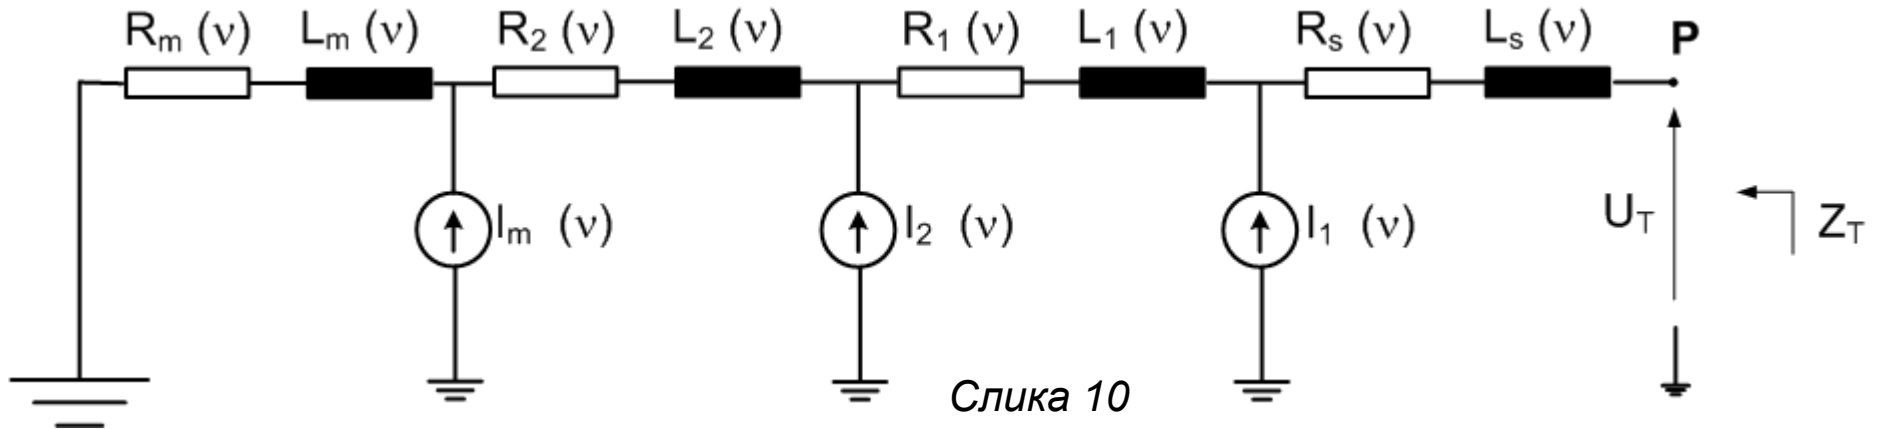 Rm (ν) Lm (ν) R2 (ν) L2 (ν) R1 (ν) L1 (ν) Rs (ν) Ls (ν) P
Im (ν) I2 (ν) I1 (ν) UT ZT
Слика 10